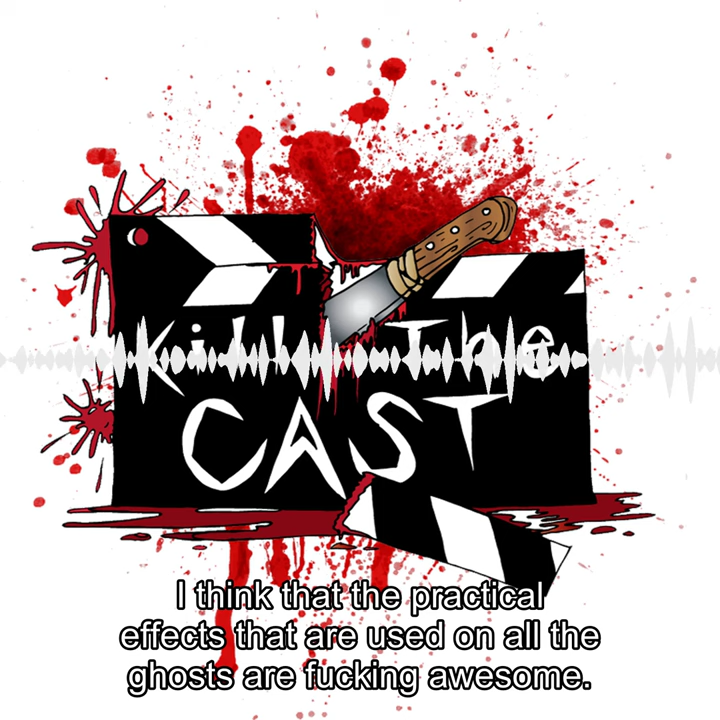 Kill The
CAST
I think that the practical
effects that are used on all the
ghosts are fucking awesome.